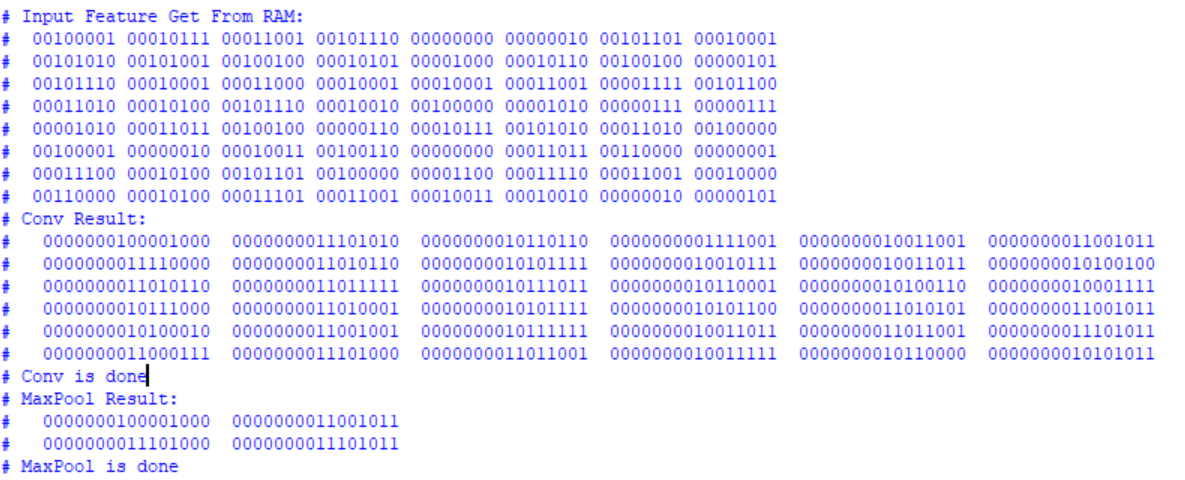 # Input Feature Get From RAM:
# 00100001 00010111 00011001 00101110 00000000 00000010 00101101 00010001
# 00101010 00101001 00100100 00010101 00001000 00010110 00100100 00000101
# 00101110 00010001 00011000 00010001 00010001 00011001 00001111 00101100
# 00011010 00010100 00101110 00010010 00100000 00001010 00000111 00000111
# 00001010 00011011 00100100 00000110 00010111 00101010 00011010 00100000
# 00100001 00000010 00010011 00100110 00000000 00011011 00110000 00000001
# 00011100 00010100 00101101 00100000 00001100 00011110 00011001 00010000
# 00110000 00010100 00011101 00011001 00010011 00010010 00000010 00000101
# Conv Result:
# 0000000100001000 0000000011101010 0000000010110110 0000000001111001 0000000010011001 0000000011001011
# 0000000011110000 0000000011010110 0000000010101111 0000000010010111 0000000010011011 0000000010100100
# 0000000011010110 0000000011011111 0000000010111011 0000000010110001 0000000010100110 0000000010001111
# 0000000010111000 0000000011010001 0000000010101111 0000000010101100 0000000011010101 0000000011001011
# 0000000010100010 0000000011001001 0000000010111111 0000000010011011 0000000011011001 0000000011101011
# 0000000011000111 0000000011101000 0000000011011001 0000000010011111 0000000010110000 0000000010101011
# Conv is done
# MaxPool Result:
# 0000000100001000 0000000011001011
# 0000000011101000 0000000011101011
# MaxPool is done